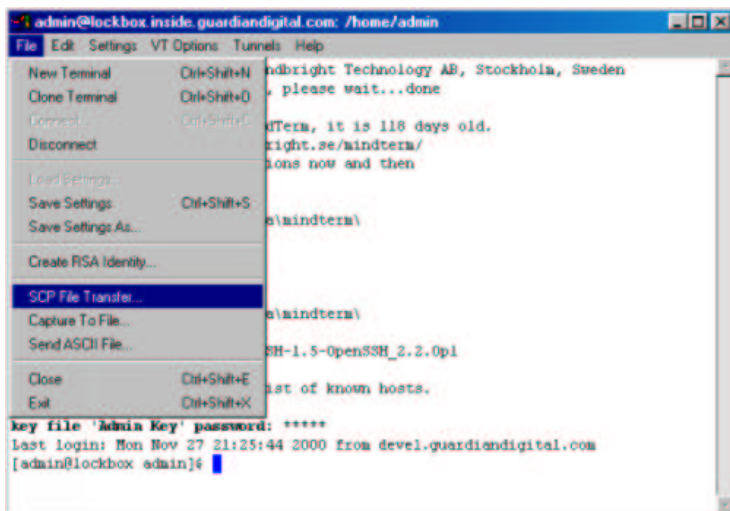 admin@lockbox.inside.guardiandigital.com: /home/admin
File Edit Settings VT Options Tunnels Help
New Terminal Ctrl+Shift+N
Clone Terminal Ctrl+Shift+O
Connect... Ctrl+Shift+C
Disconnect
Load Settings...
Save Settings Ctrl+Shift+S
Save Settings As...
Create RSA Identity...
SCP File Transfer...
Capture To File...
Send ASCII File...
Close Ctrl+Shift+E
Exit Ctrl+Shift+X
ndbright Technology AB, Stockholm, Sweden
, please wait...done
dTerm, it is 118 days old.
right.se/mindterm/
ions now and then
a\mindterm\
a\mindterm\
SH-1.5-OpenSSH_2.2.0p1
ist of known hosts.
key file 'Admin Key' password: *****
Last login: Mon Nov 27 21:25:44 2000 from devel.guardiandigital.com
[admin@lockbox admin]$